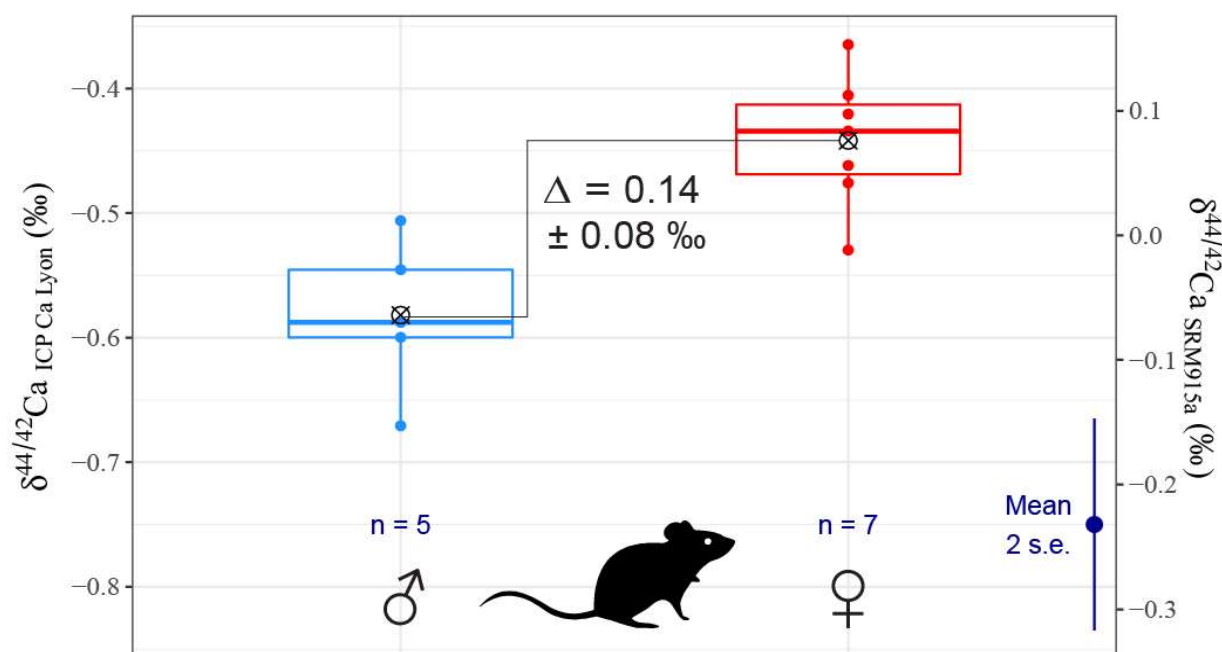 δ44/42Ca ICP Ca Lyon (‰)
−0.4
−0.5
−0.6
−0.7
−0.8
Δ = 0.14
± 0.08 ‰
n = 5
n = 7
♂
♀
Mean
2 s.e.
0.1
0.0
−0.1
−0.2
−0.3
δ44/42Ca SRM915a (‰)